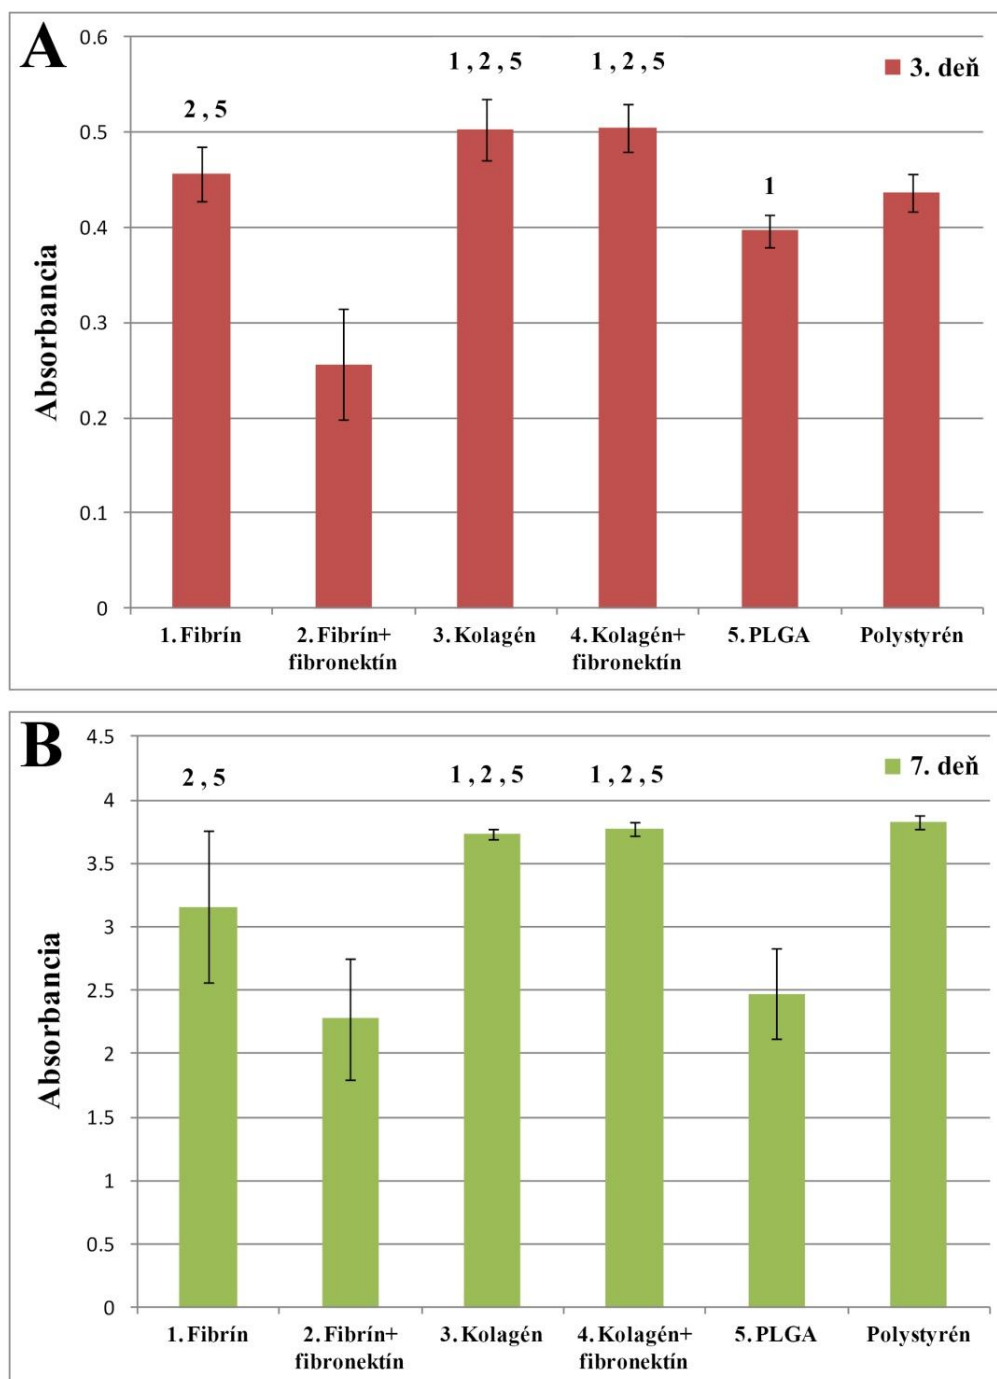 A
0.6
0.5
0.4
0.3
0.2
0.1
0
Absorbancia
3. deň
2 , 5
1 , 2 , 5
1 , 2 , 5
1
1. Fibrín
2. Fibrín+
fibronektín
3. Kolagén
4. Kolagén+
fibronektín
5. PLGA
Polystyrén
B
4.5
4
3.5
3
2.5
2
1.5
1
0.5
0
Absorbancia
7. deň
2 , 5
1 , 2 , 5
1 , 2 , 5
1. Fibrín
2. Fibrín+
fibronektín
3. Kolagén
4. Kolagén+
fibronektín
5. PLGA
Polystyrén